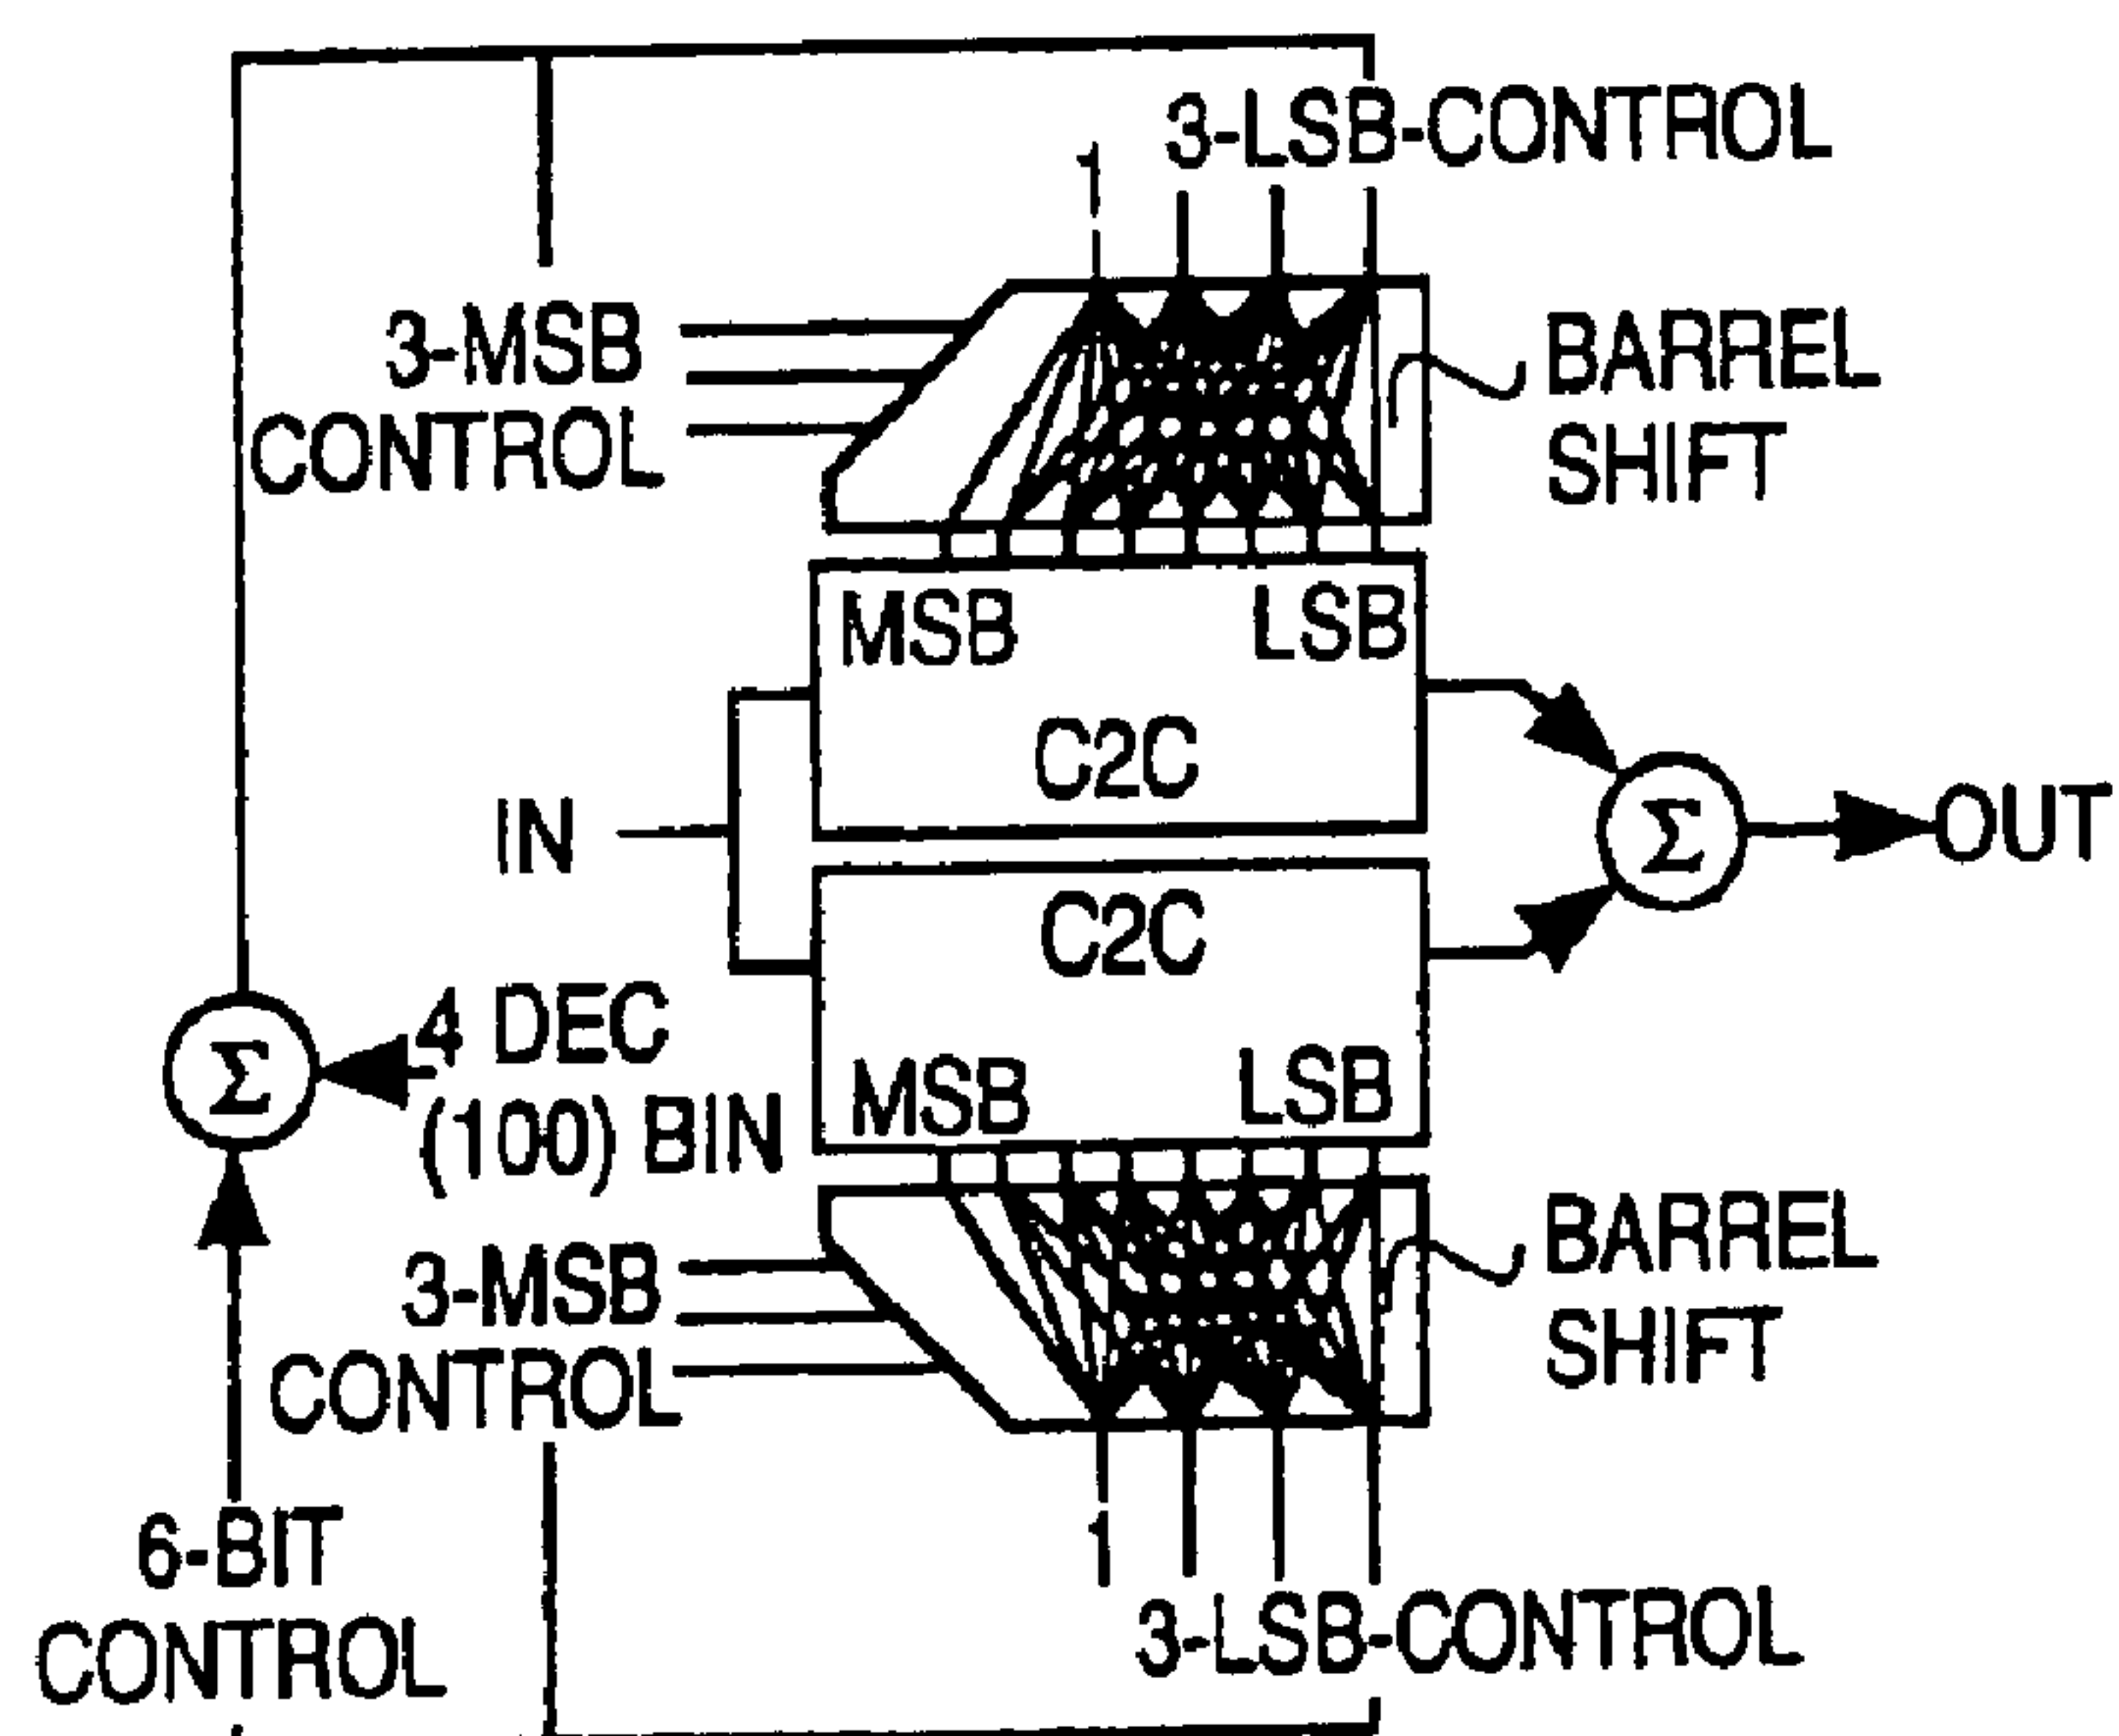 3-LSB-CONTROL
1
3-MSB
CONTROL
BARREL
SHIFT
MSB
LSB
C2C
IN
Σ
OUT
C2C
Σ
4 DEC
(100) BIN
MSB
LSB
3-MSB
CONTROL
BARREL
SHIFT
1
6-BIT
CONTROL
3-LSB-CONTROL